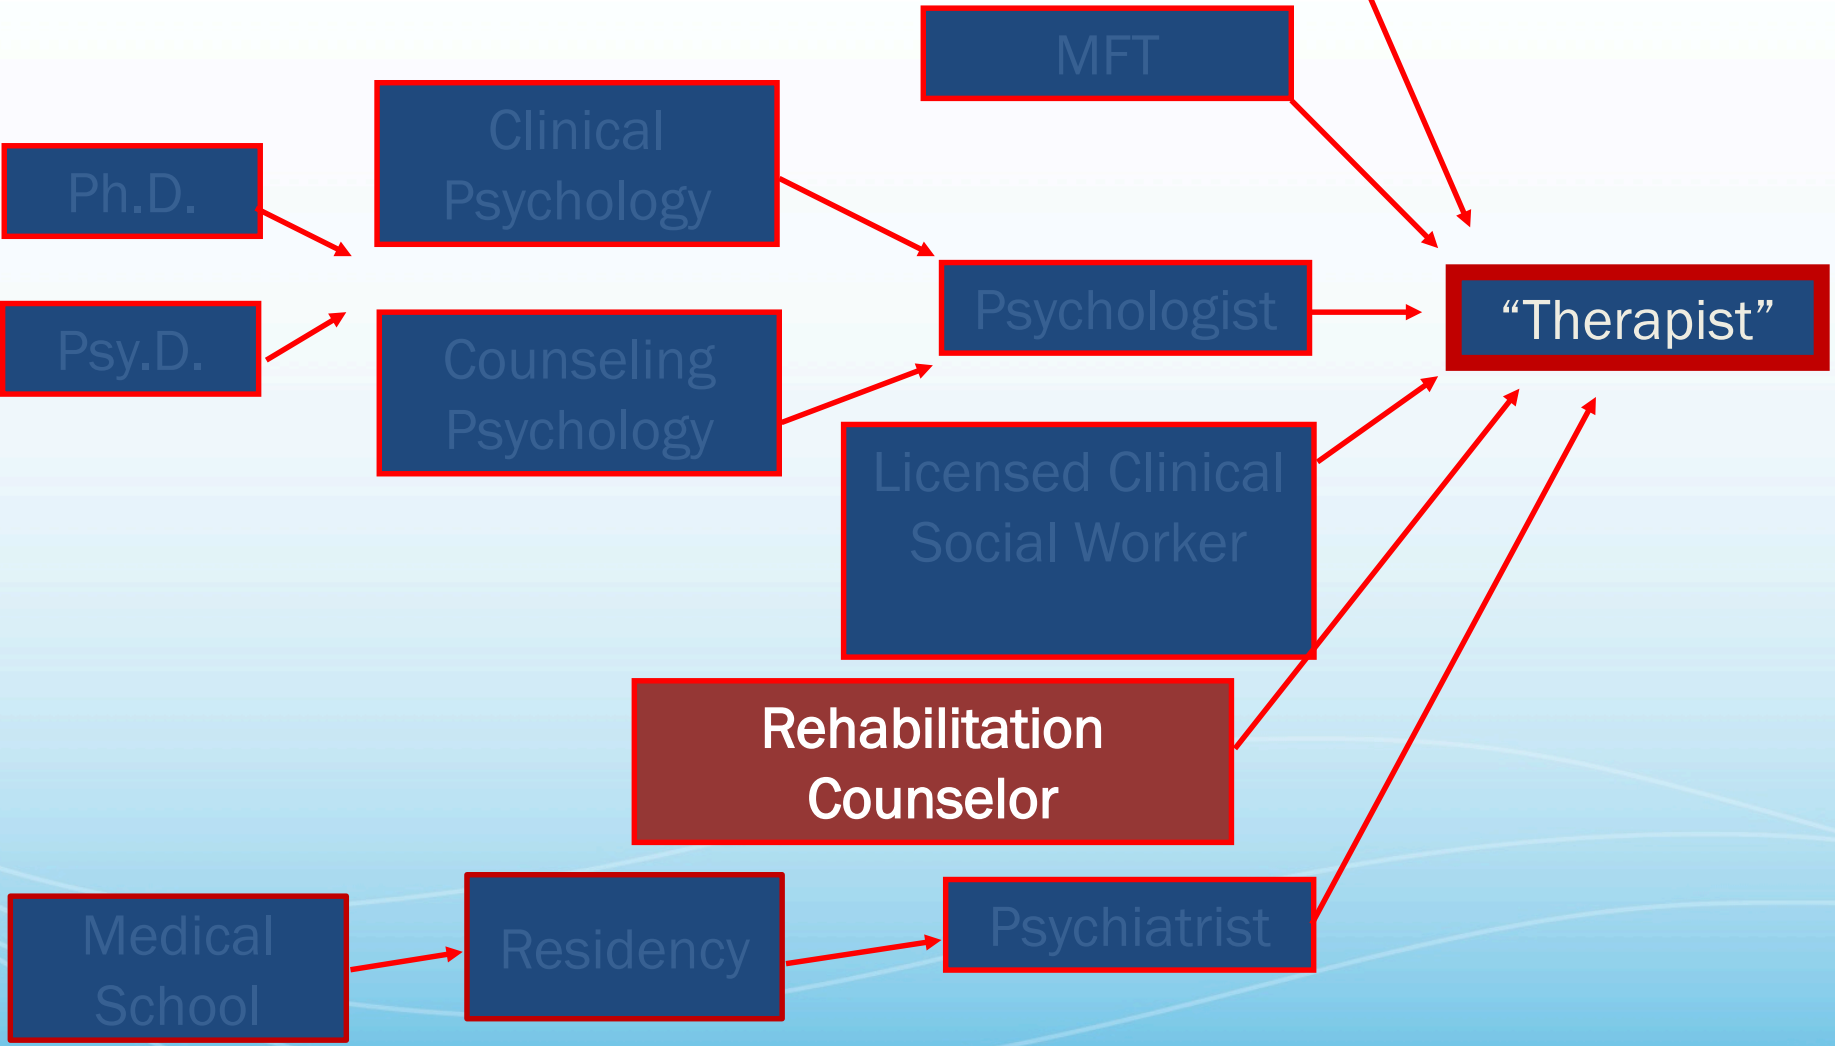 MFT
Clinical
Psychology
Ph.D.
Psychologist
“Therapist”
Psy.D.
Counseling
Psychology
Licensed Clinical
Social Worker
Rehabilitation
Counselor
Medical
School
Residency
Psychiatrist